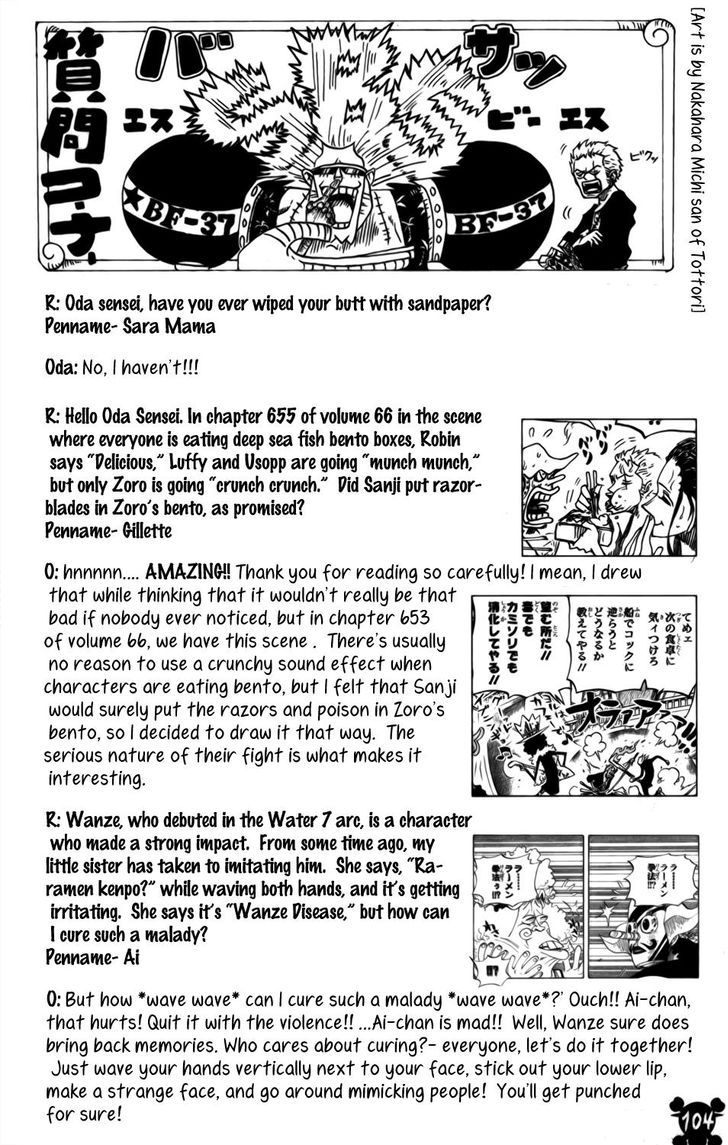 質問コーナー
バ
サッ
エス
ビー
エス
ビクッ
BF-37
BF-37
[Art is by Nakahara Michi san of Tottori]
R: Oda sensei, have you ever wiped your butt with sandpaper?
Penname- Sara Mama
Oda: No, I haven't!!!
R: Hello Oda Sensei. In chapter 655 of volume 66 in the scene
where everyone is eating deep sea fish bento boxes, Robin
says "Delicious," Luffy and Usopp are going "munch munch,"
but only Zoro is going "crunch crunch." Did Sanji put razor-
blades in Zoro's bento, as promised?
Penname- Gillette
O: hnnnnn.... AMAZING!! Thank you for reading so carefully! I mean, I drew
that while thinking that it wouldn't really be that
bad if nobody ever noticed, but in chapter 653
of volume 66, we have this scene . There's usually
no reason to use a crunchy sound effect when
characters are eating bento, but I felt that Sanji
would surely put the razors and poison in Zoro's
bento, so I decided to draw it that way. The
serious nature of their fight is what makes it
interesting.
てめェ
次の食卓に
気ィつけろ
船でコックに
逆らうと
どうなるか
教えてやる!!
望む所だ!!
毒でも
カミソリでも
消化してやる!!
オラァアァァ!!!
R: Wanze, who debuted in the Water 7 arc, is a character
who made a strong impact. From some time ago, my
little sister has taken to imitating him. She says, "Ra-
ramen kenpo?" while waving both hands, and it's getting
irritating. She says it's "Wanze Disease," but how can
I cure such a malady?
Penname- Ai
ラ……
ラーメン
拳法!!?
ラ……
ラーメン
拳法ぅ!!?
!!?
O: But how *wave wave* can I cure such a malady *wave wave*?' Ouch!! Ai-chan,
that hurts! Quit it with the violence!! ...Ai-chan is mad!! Well, Wanze sure does
bring back memories. Who cares about curing?- everyone, let's do it together!
Just wave your hands vertically next to your face, stick out your lower lip,
make a strange face, and go around mimicking people! You'll get punched
for sure!
104